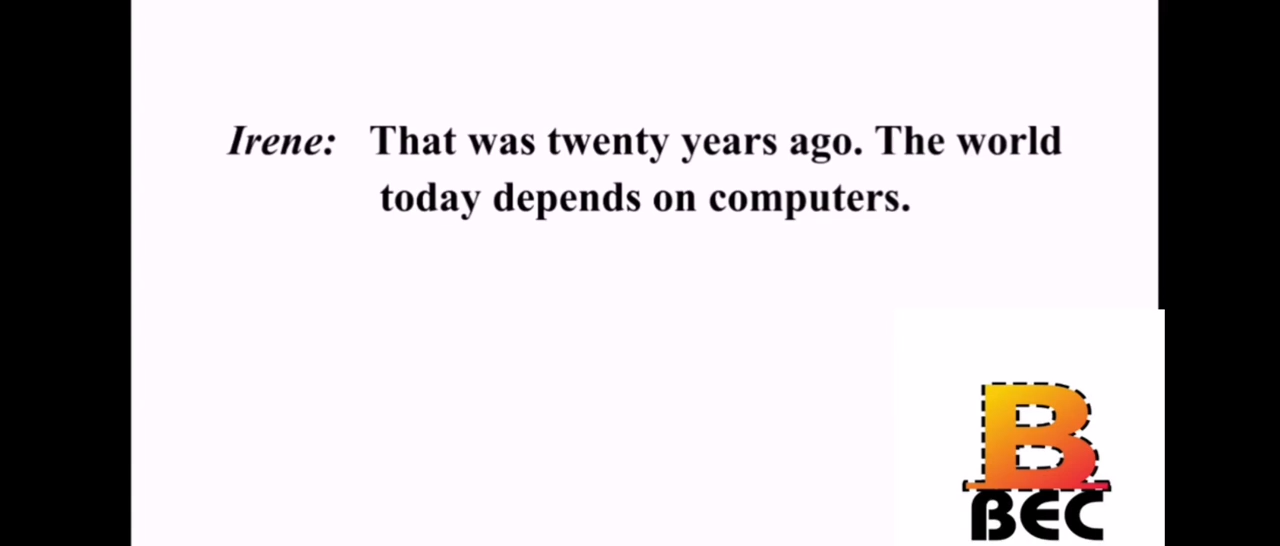 Irene: That was twenty years ago. The world
today depends on computers.
B
BEC